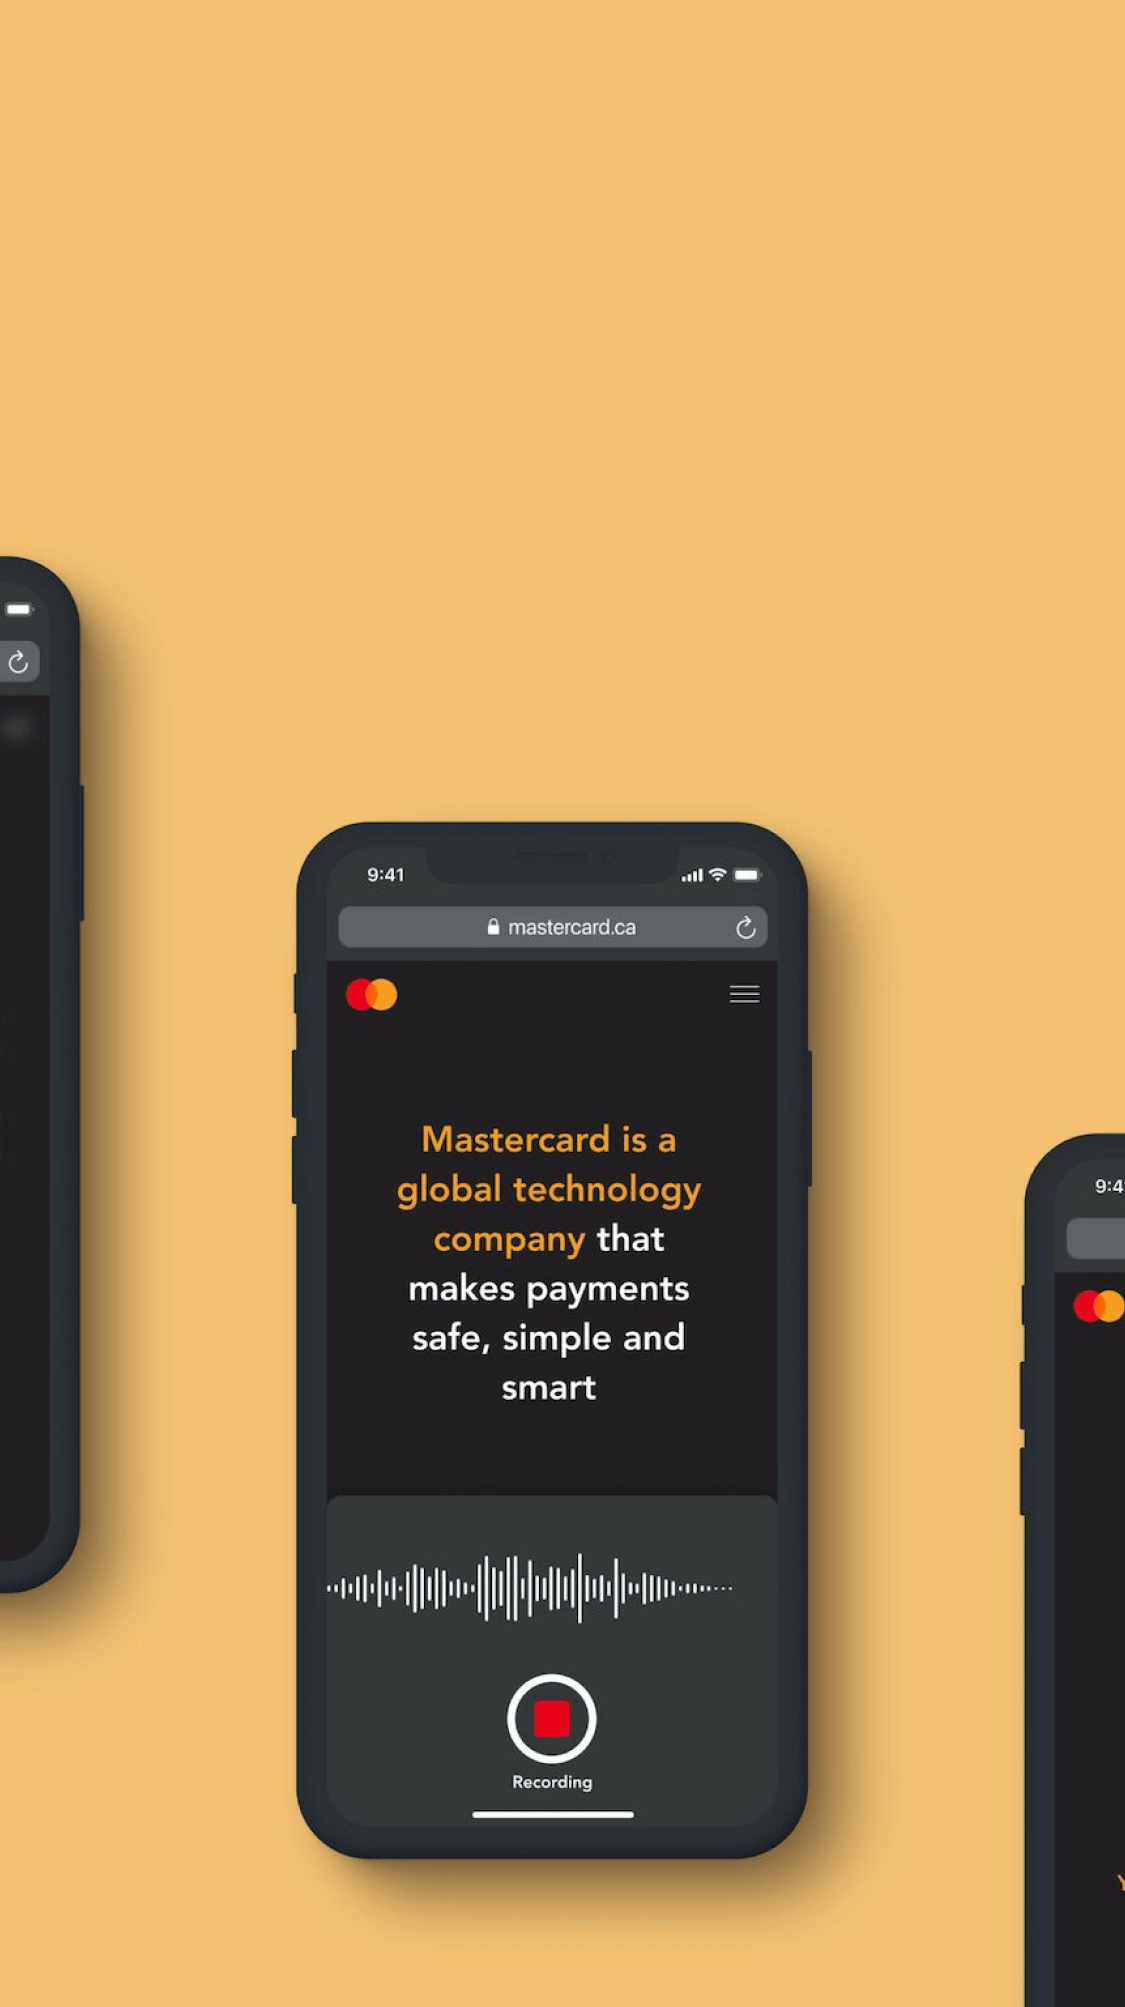 9:41
mastercard.ca
Mastercard is a
global technology
company that
makes payments
safe, simple and
smart
Recording
9:4
Y